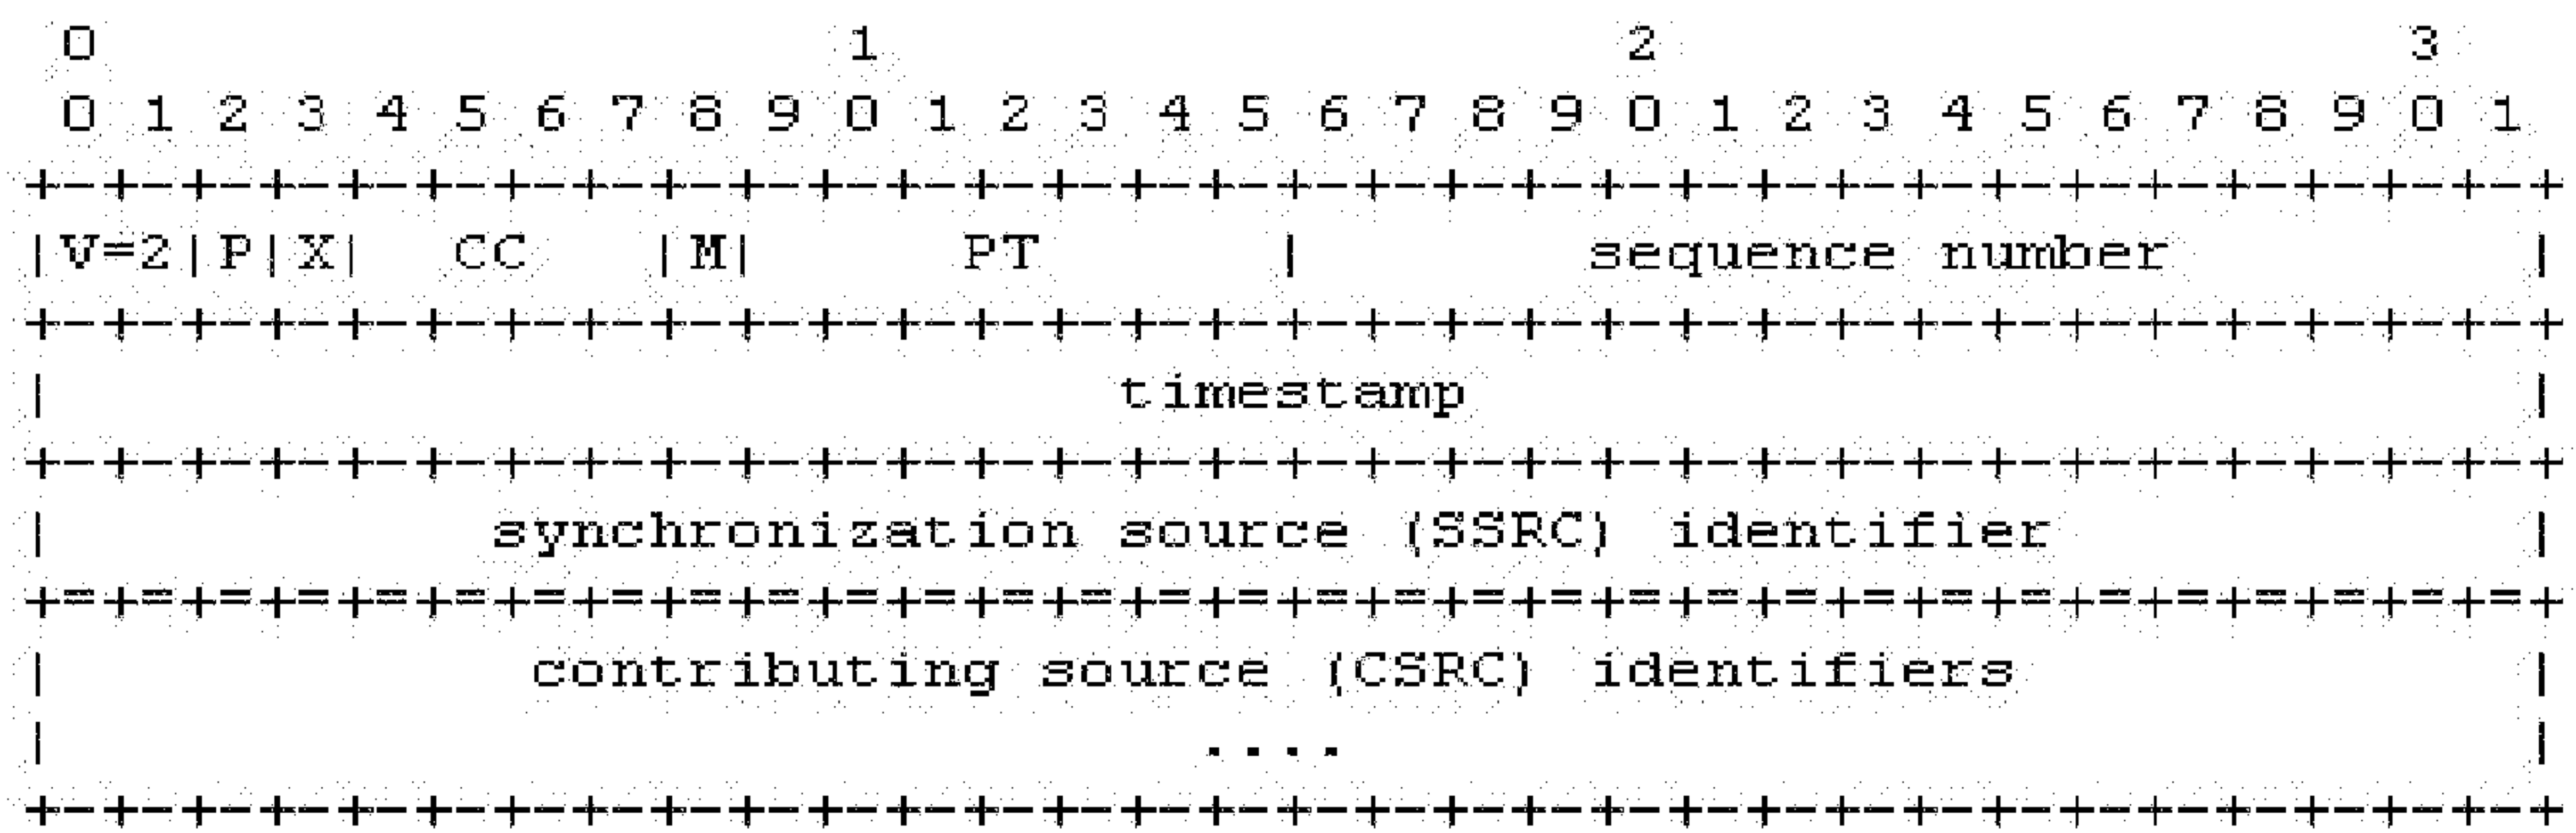 0                   1                   2                   3
 0 1 2 3 4 5 6 7 8 9 0 1 2 3 4 5 6 7 8 9 0 1 2 3 4 5 6 7 8 9 0 1
+-+-+-+-+-+-+-+-+-+-+-+-+-+-+-+-+-+-+-+-+-+-+-+-+-+-+-+-+-+-+-+-+
|V=2|P|X|  CC   |M|     PT      |       sequence number         |
+-+-+-+-+-+-+-+-+-+-+-+-+-+-+-+-+-+-+-+-+-+-+-+-+-+-+-+-+-+-+-+-+
|                           timestamp                           |
+-+-+-+-+-+-+-+-+-+-+-+-+-+-+-+-+-+-+-+-+-+-+-+-+-+-+-+-+-+-+-+-+
|           synchronization source (SSRC) identifier            |
+=+=+=+=+=+=+=+=+=+=+=+=+=+=+=+=+=+=+=+=+=+=+=+=+=+=+=+=+=+=+=+=+
|            contributing source (CSRC) identifiers             |
|                             ....                              |
+-+-+-+-+-+-+-+-+-+-+-+-+-+-+-+-+-+-+-+-+-+-+-+-+-+-+-+-+-+-+-+-+